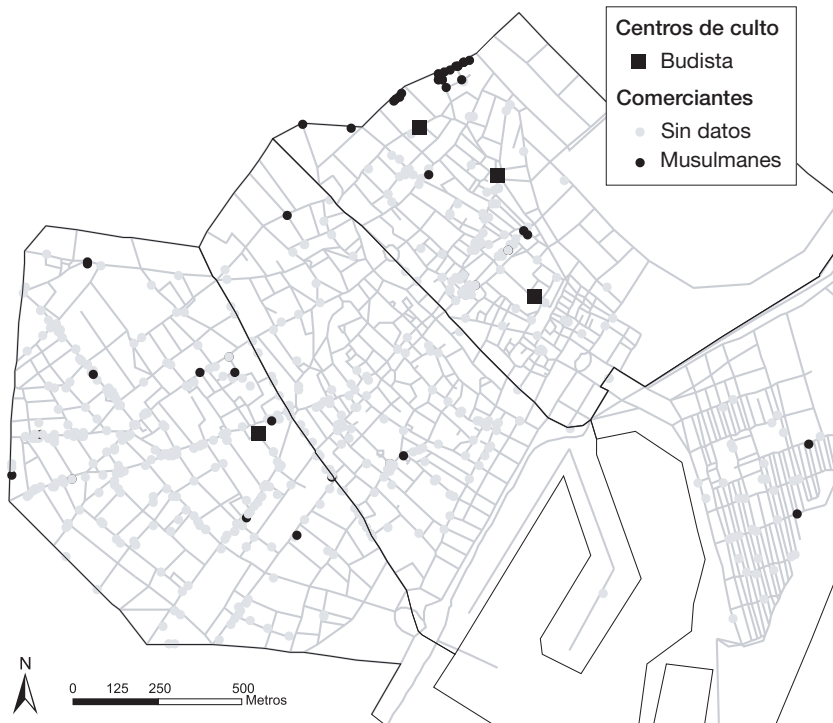 Centros de culto
Budista
Comerciantes
Sin datos
Musulmanes
N
0 125 250 500
Metros